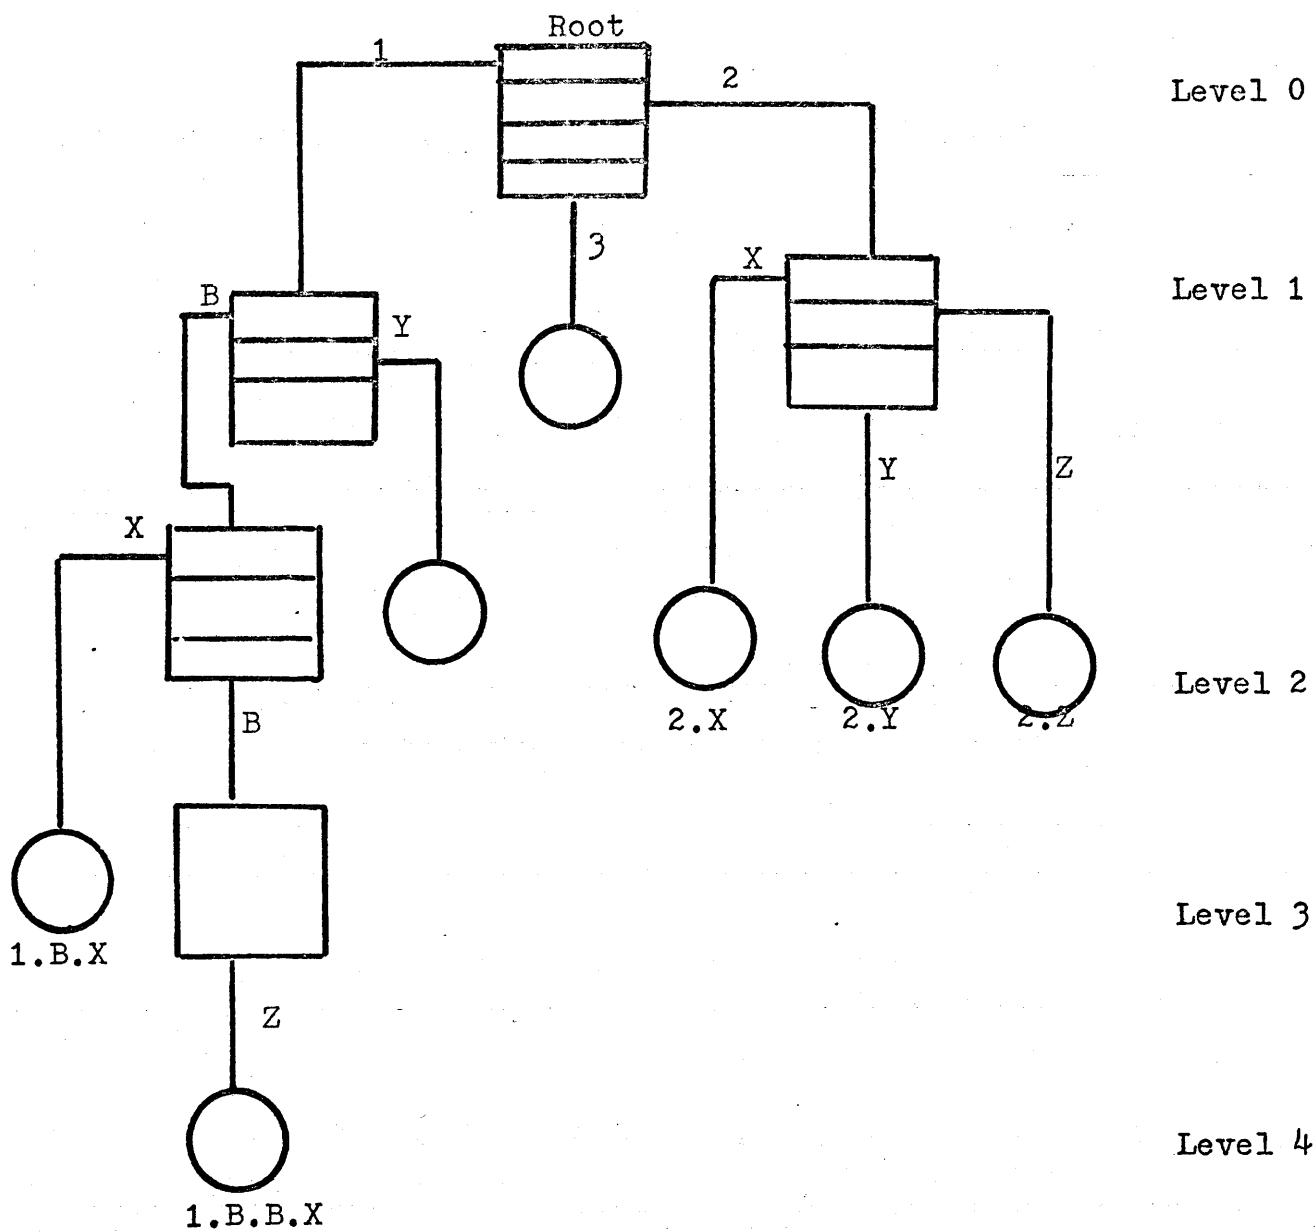 Root
1
2
Level 0
3
X
Level 1
B
Y
Y
Z
X
Level 2
2.X
2.Y
2.Z
B
Level 3
1.B.X
Z
Level 4
1.B.B.X